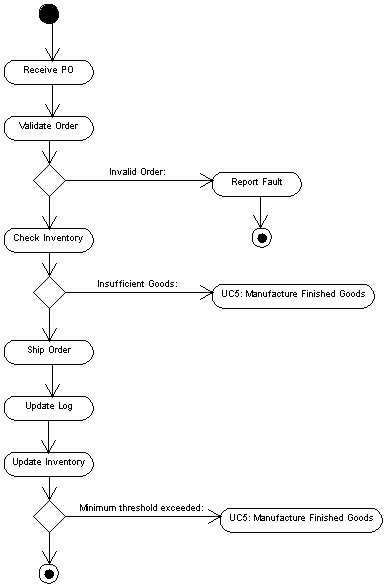 Receive PO
Validate Order
Invalid Order:
Report Fault
Check Inventory
Insufficient Goods:
UC5: Manufacture Finished Goods
Ship Order
Update Log
Update Inventory
Minimum threshold exceeded:
UC5: Manufacture Finished Goods